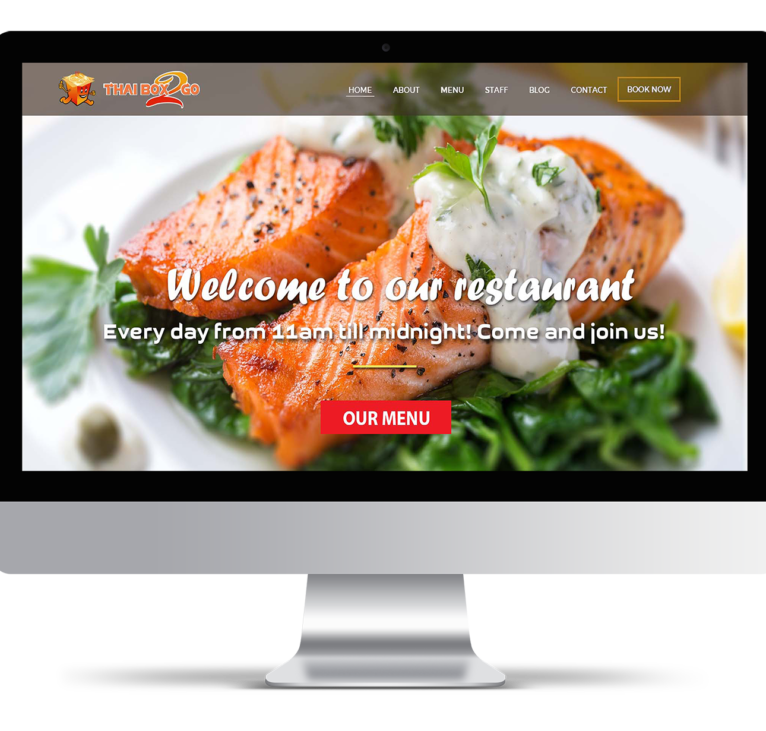 THAI BOX 2 GO
HOME ABOUT MENU STAFF BLOG CONTACT BOOK NOW
Welcome to our restaurant
Every day from 11am till midnight! Come and join us!
OUR MENU